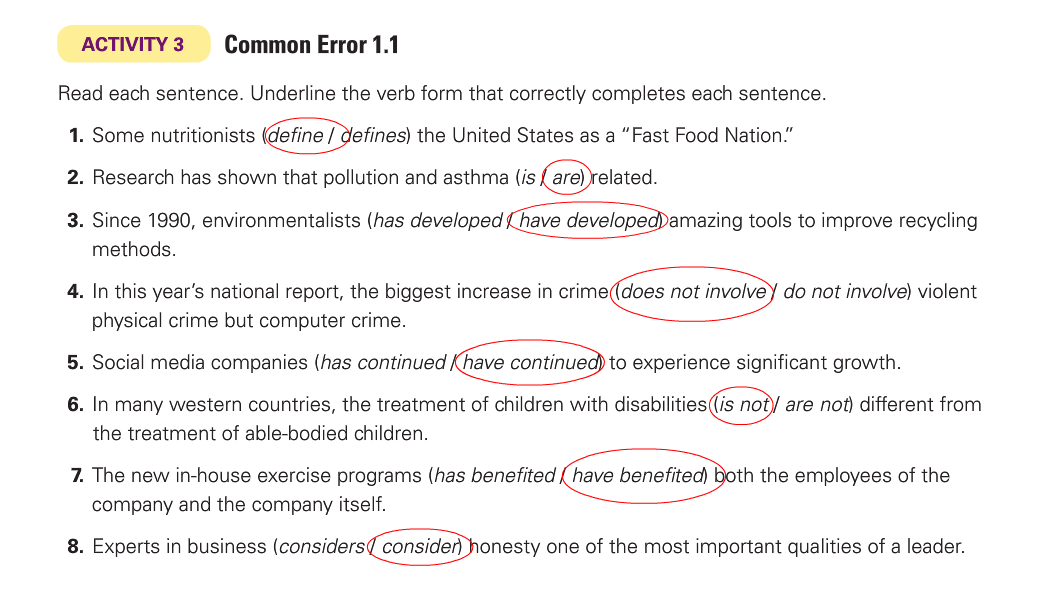 ACTIVITY 3 Common Error 1.1
Read each sentence. Underline the verb form that correctly completes each sentence.
1. Some nutritionists (define / defines) the United States as a “Fast Food Nation.”
2. Research has shown that pollution and asthma (is / are) related.
3. Since 1990, environmentalists (has developed / have developed) amazing tools to improve recycling
methods.
4. In this year’s national report, the biggest increase in crime (does not involve / do not involve) violent
physical crime but computer crime.
5. Social media companies (has continued / have continued) to experience significant growth.
6. In many western countries, the treatment of children with disabilities (is not / are not) different from
the treatment of able-bodied children.
7. The new in-house exercise programs (has benefited / have benefited) both the employees of the
company and the company itself.
8. Experts in business (considers / consider) honesty one of the most important qualities of a leader.